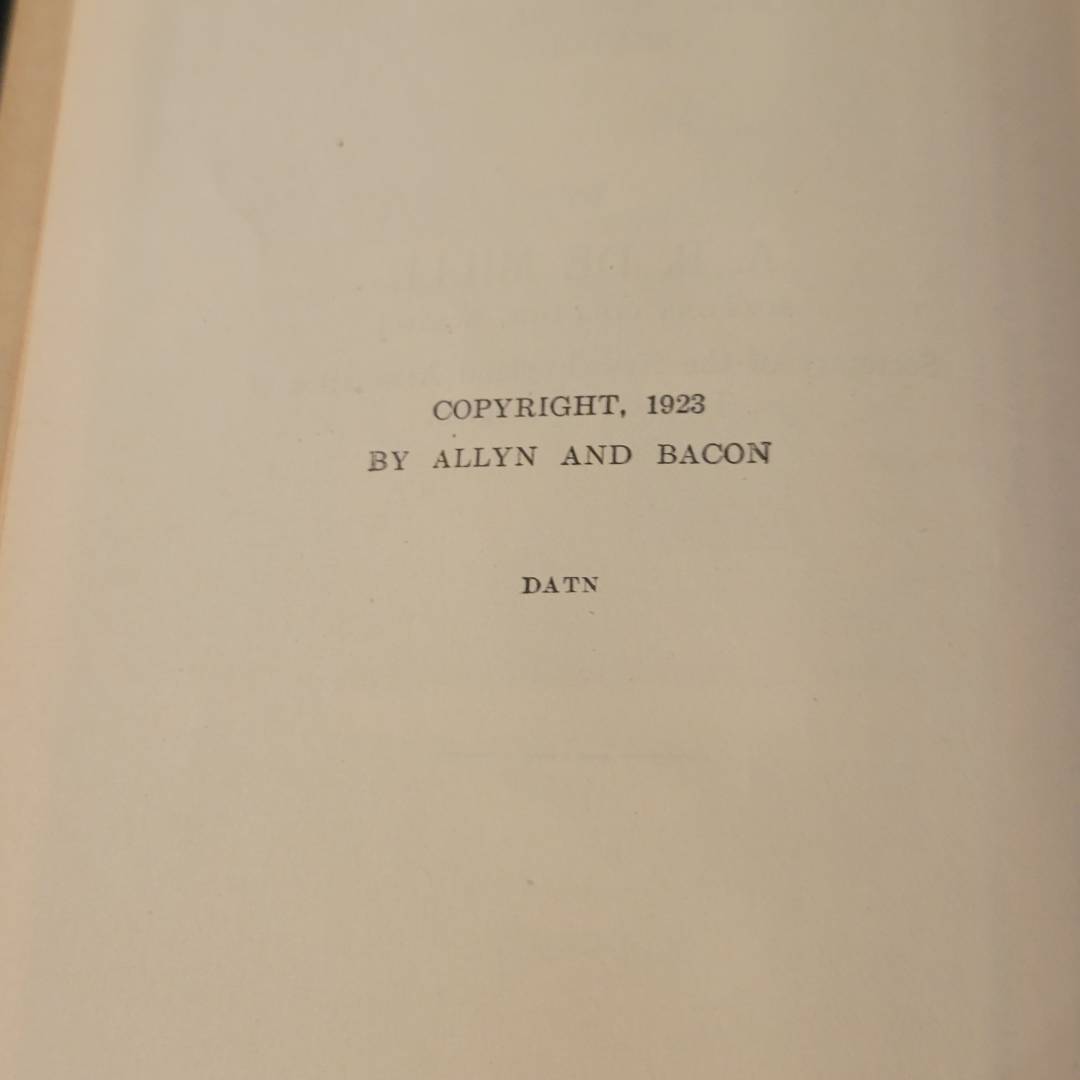 COPYRIGHT, 1923
BY ALLYN AND BACON
DATN